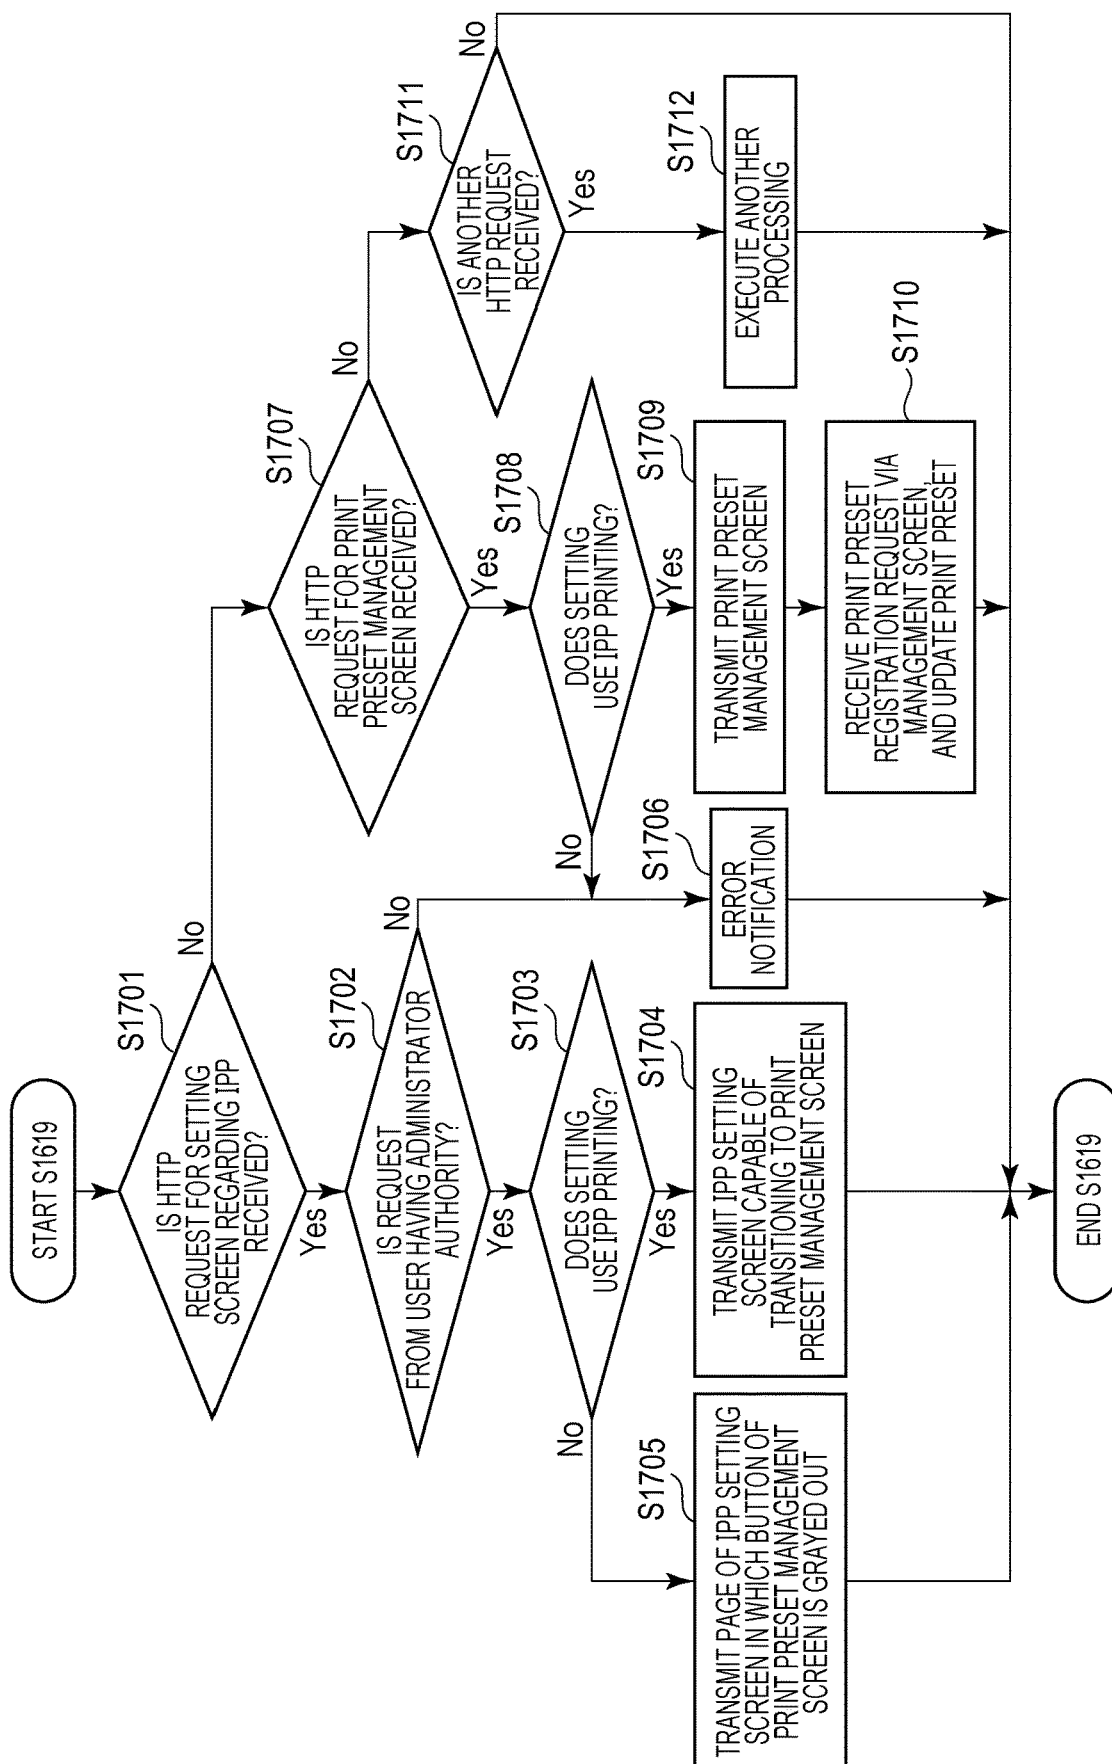 START S1619
S1701
IS HTTP
REQUEST FOR SETTING
SCREEN REGARDING IPP
RECEIVED?
No
Yes
S1702
IS REQUEST
FROM USER HAVING ADMINISTRATOR
AUTHORITY?
No
Yes
S1703
DOES SETTING
USE IPP PRINTING?
No
Yes
S1704
TRANSMIT IPP SETTING
SCREEN CAPABLE OF
TRANSITIONING TO PRINT
PRESET MANAGEMENT SCREEN
S1705
TRANSMIT PAGE OF IPP SETTING
SCREEN IN WHICH BUTTON OF
PRINT PRESET MANAGEMENT
SCREEN IS GRAYED OUT
S1706
ERROR
NOTIFICATION
S1707
IS HTTP
REQUEST FOR PRINT
PRESET MANAGEMENT
SCREEN RECEIVED?
No
Yes
S1708
DOES SETTING
USE IPP PRINTING?
No
Yes
S1709
TRANSMIT PRINT PRESET
MANAGEMENT SCREEN
S1710
RECEIVE PRINT PRESET
REGISTRATION REQUEST VIA
MANAGEMENT SCREEN,
AND UPDATE PRINT PRESET
S1711
IS ANOTHER
HTTP REQUEST
RECEIVED?
No
Yes
S1712
EXECUTE ANOTHER
PROCESSING
END S1619